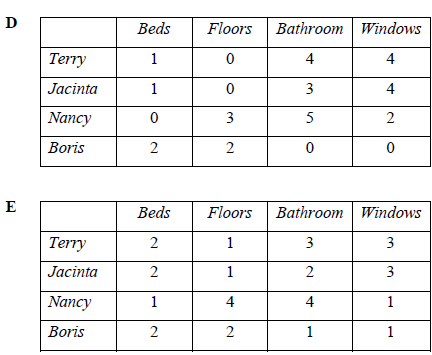 D
Beds Floors Bathroom Windows
Terry 1 0 4 4
Jacinta 1 0 3 4
Nancy 0 3 5 2
Boris 2 2 0 0
E
Beds Floors Bathroom Windows
Terry 2 1 3 3
Jacinta 2 1 2 3
Nancy 1 4 4 1
Boris 2 2 1 1